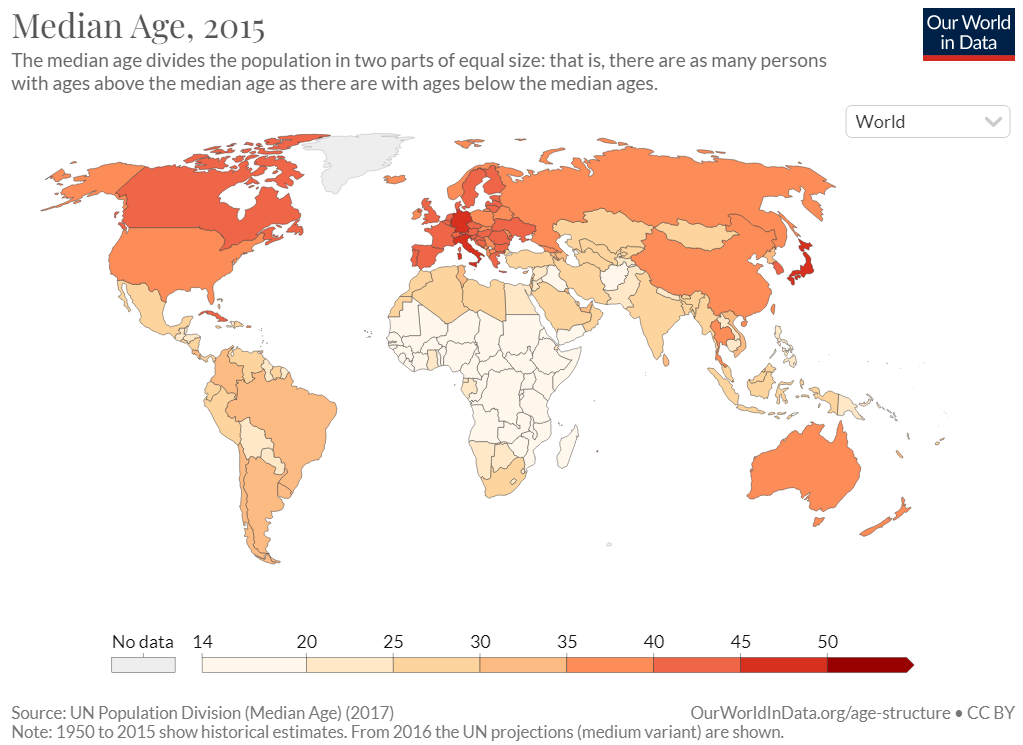 Median Age, 2015
Our World
in Data
The median age divides the population in two parts of equal size: that is, there are as many persons
with ages above the median age as there are with ages below the median ages.
World
No data 14 20 25 30 35 40 45 50
Source: UN Population Division (Median Age) (2017)
OurWorldInData.org/age-structure • CC BY
Note: 1950 to 2015 show historical estimates. From 2016 the UN projections (medium variant) are shown.